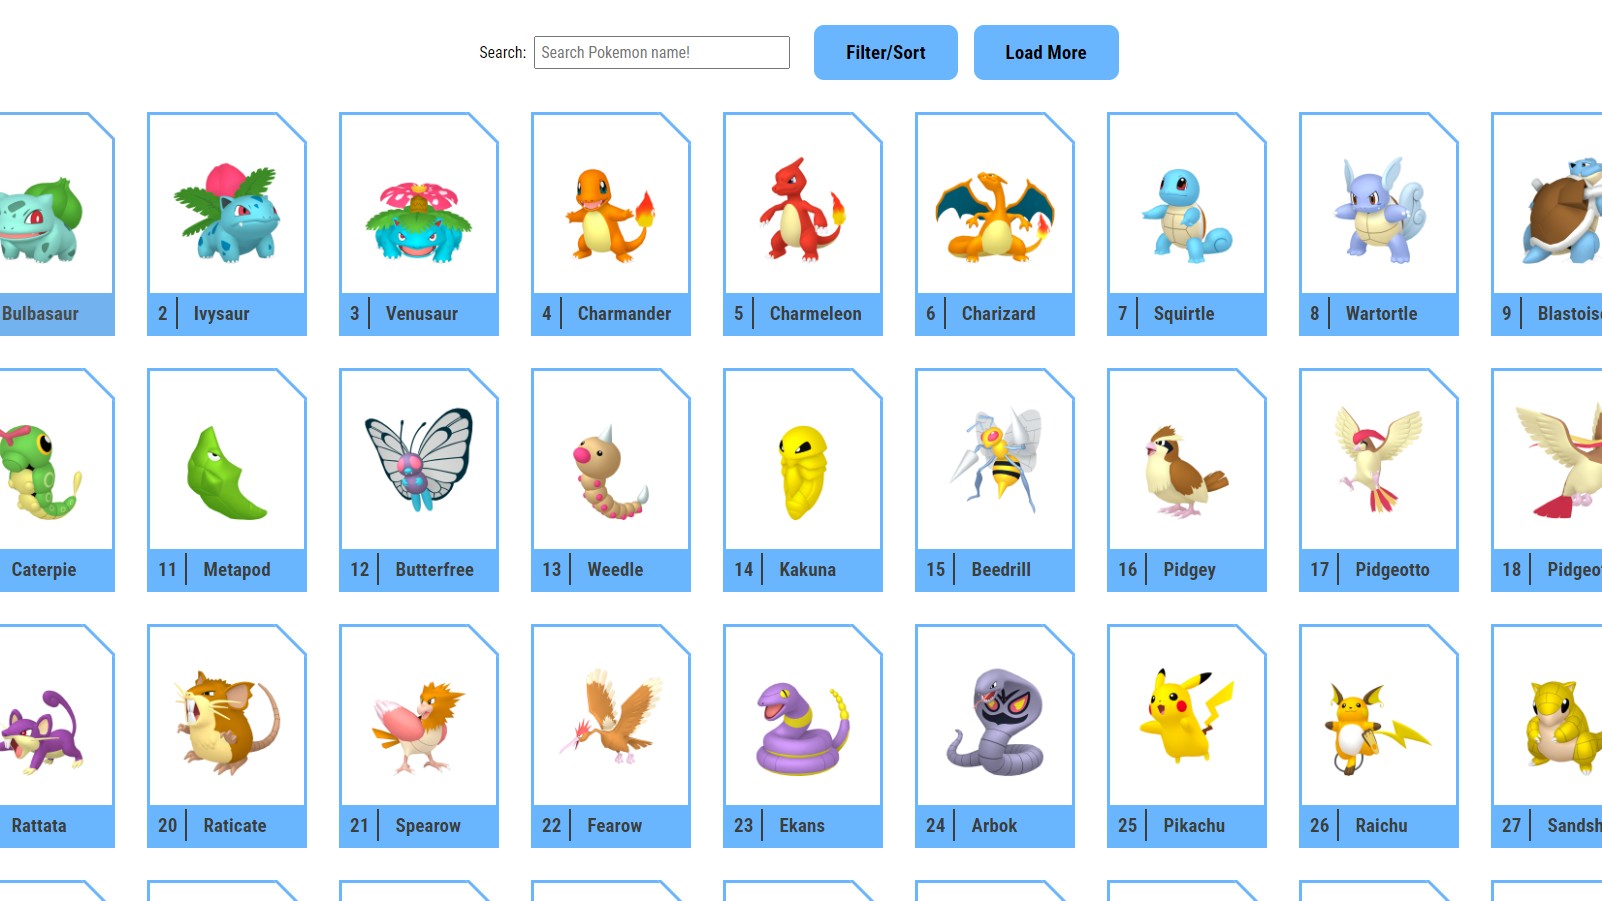 Search: Search Pokemon name! Filter/Sort Load More
Bulbasaur 2 Ivysaur 3 Venusaur 4 Charmander 5 Charmeleon 6 Charizard 7 Squirtle 8 Wartortle 9 Blastois
Caterpie 11 Metapod 12 Butterfree 13 Weedle 14 Kakuna 15 Beedrill 16 Pidgey 17 Pidgeotto 18 Pidgeo
Rattata 20 Raticate 21 Spearow 22 Fearow 23 Ekans 24 Arbok 25 Pikachu 26 Raichu 27 Sandsh